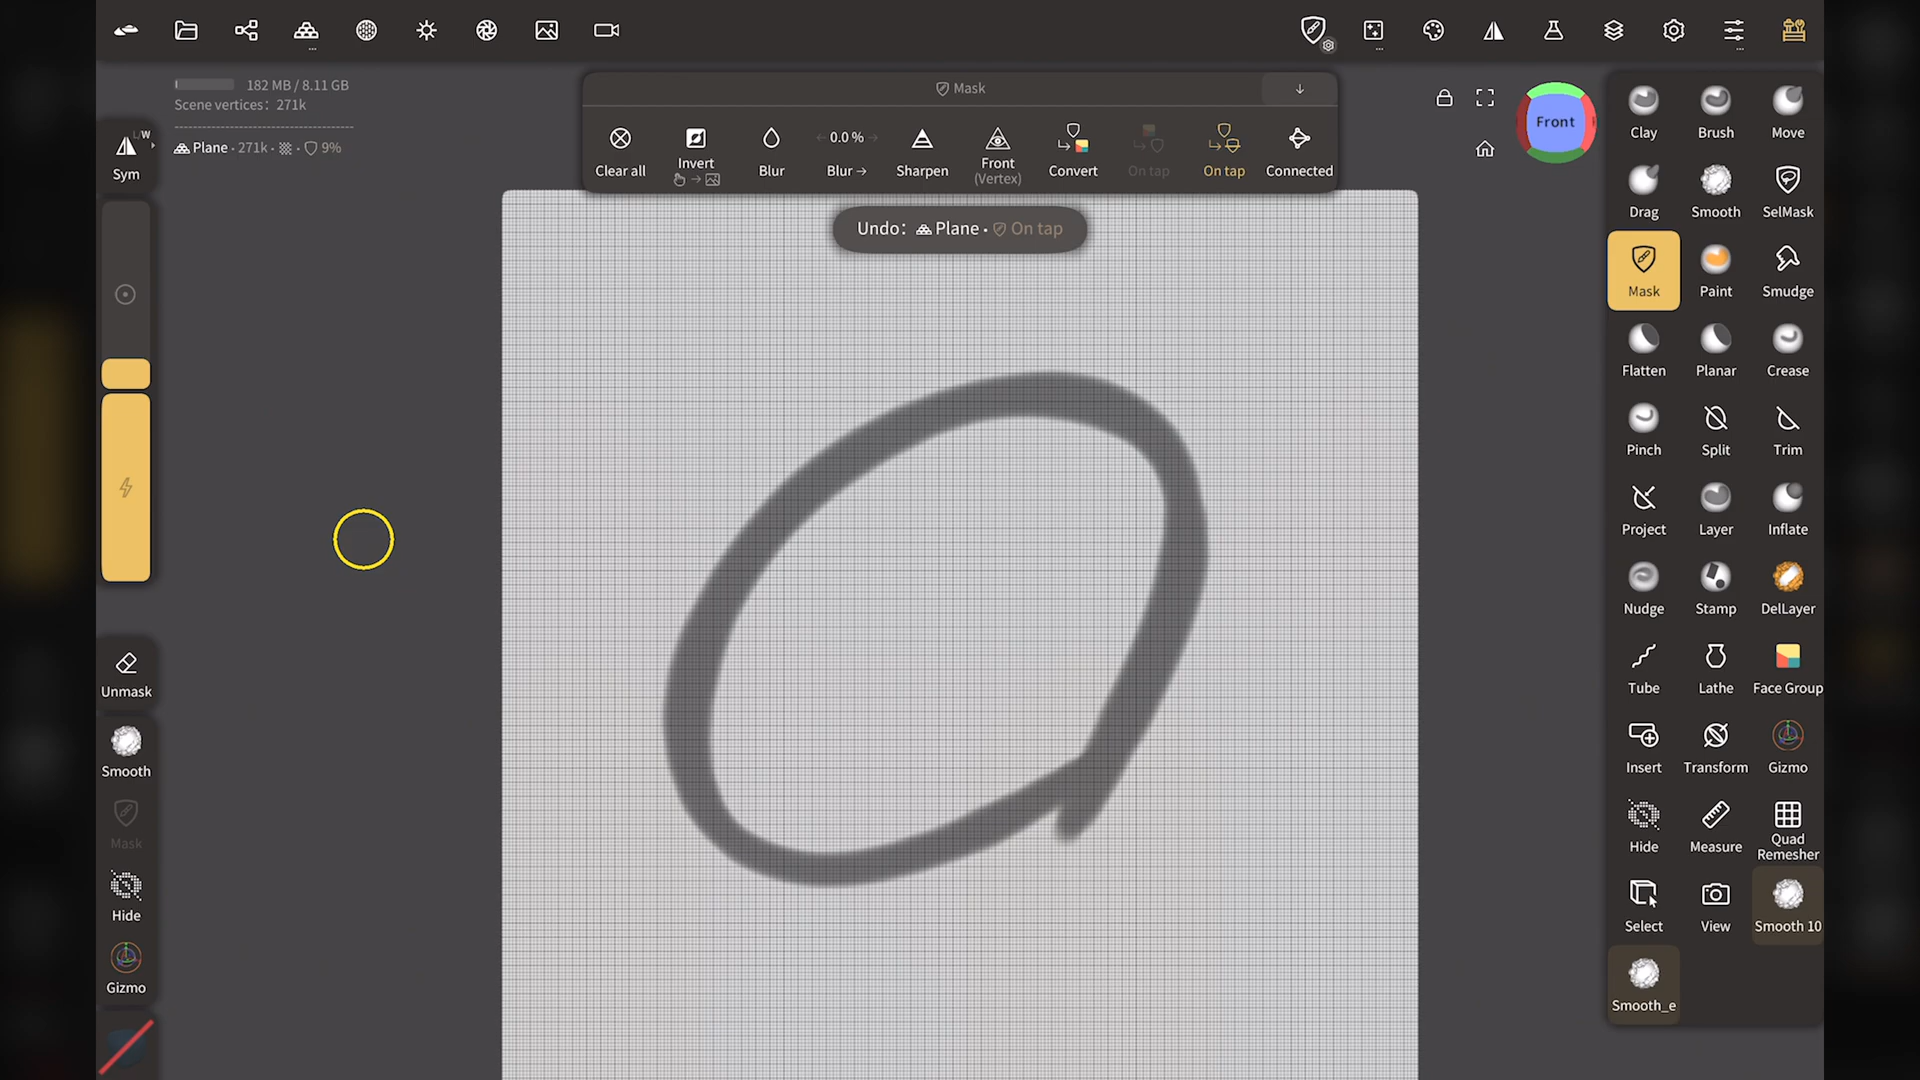 182 MB / 8.11 GB
Scene vertices: 271k
Plane · 271k · 9%
L/W
Sym
Mask
Clear all
Invert
Blur
0.0 %
Blur →
Sharpen
Front
(Vertex)
Convert
On tap
On tap
Connected
Undo: Plane · On tap
Front
Clay Brush Move
Drag Smooth SelMask
Mask Paint Smudge
Flatten Planar Crease
Pinch Split Trim
Project Layer Inflate
Nudge Stamp DelLayer
Tube Lathe Face Group
Insert Transform Gizmo
Hide Measure Quad
Remesher
Select View Smooth 10
Smooth_e
Unmask
Smooth
Mask
Hide
Gizmo